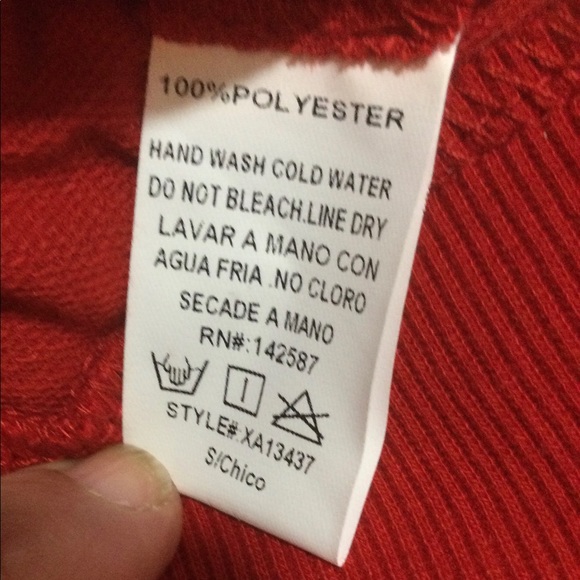 100%POLYESTER
HAND WASH COLD WATER
DO NOT BLEACH.LINE DRY
LAVAR A MANO CON
AGUA FRIA .NO CLORO
SECADE A MANO
RN#:142587
STYLE#:XA13437
S/Chico